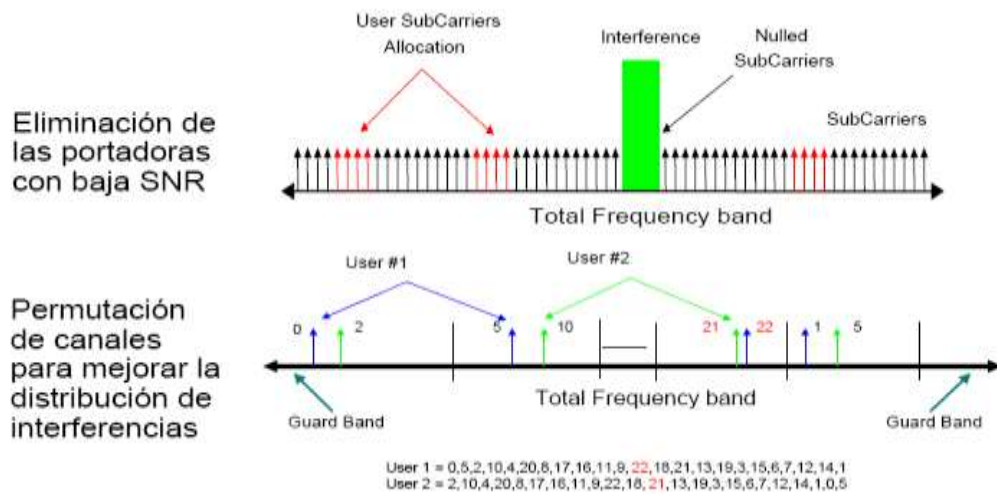 User SubCarriers
Allocation
Interference
Nulled
SubCarriers
Eliminación de
las portadoras
con baja SNR
SubCarriers
Total Frequency band
User #1
User #2
Permutación
de canales
para mejorar la
distribución de
interferencias
0
2
5
10
21
22
1
5
Guard Band
Total Frequency band
Guard Band
User 1 = 0,5,2,10,4,20,8,17,16,11,9, 22,18,21,13,19,3,15,6,7,12,14,1
User 2 = 2,10,4,20,8,17,16,11,9,22,18, 21,13,19,3,15,6,7,12,14,1,0,5